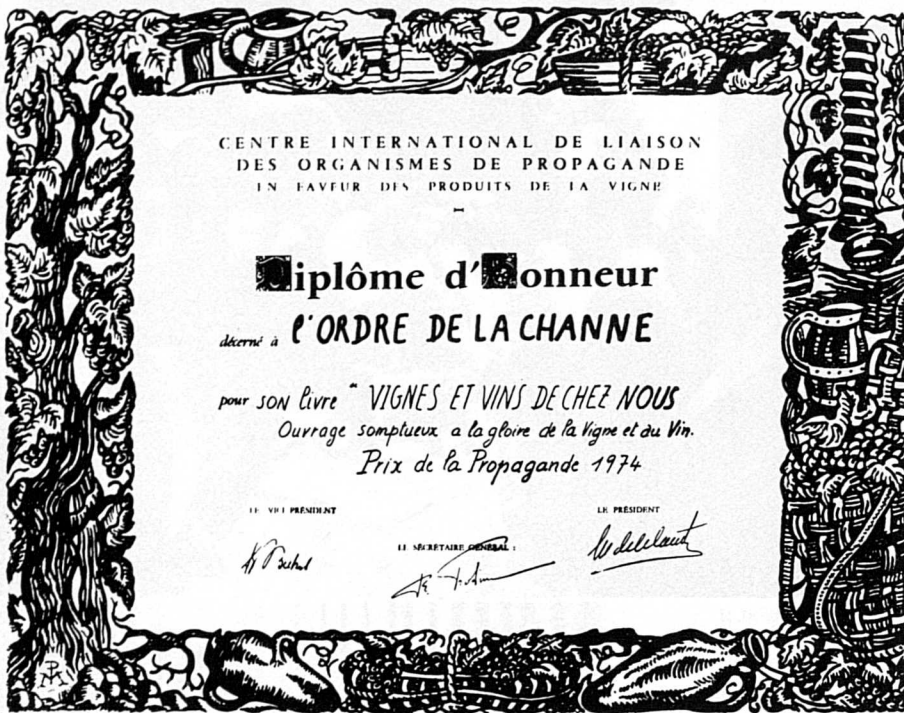 CENTRE INTERNATIONAL DE LIAISON
DES ORGANISMES DE PROPAGANDE
EN FAVEUR DES PRODUITS DE LA VIGNE
Diplôme d'Honneur
décerné à l'ORDRE DE LA CHANNE
pour SON livre " VIGNES ET VINS DE CHEZ NOUS
Ouvrage somptueux a la gloire de la Vigne et du Vin.
Prix de la Propagande 1974
LE VICE PRÉSIDENT
LE SECRÉTAIRE GÉNÉRAL :
LE PRÉSIDENT